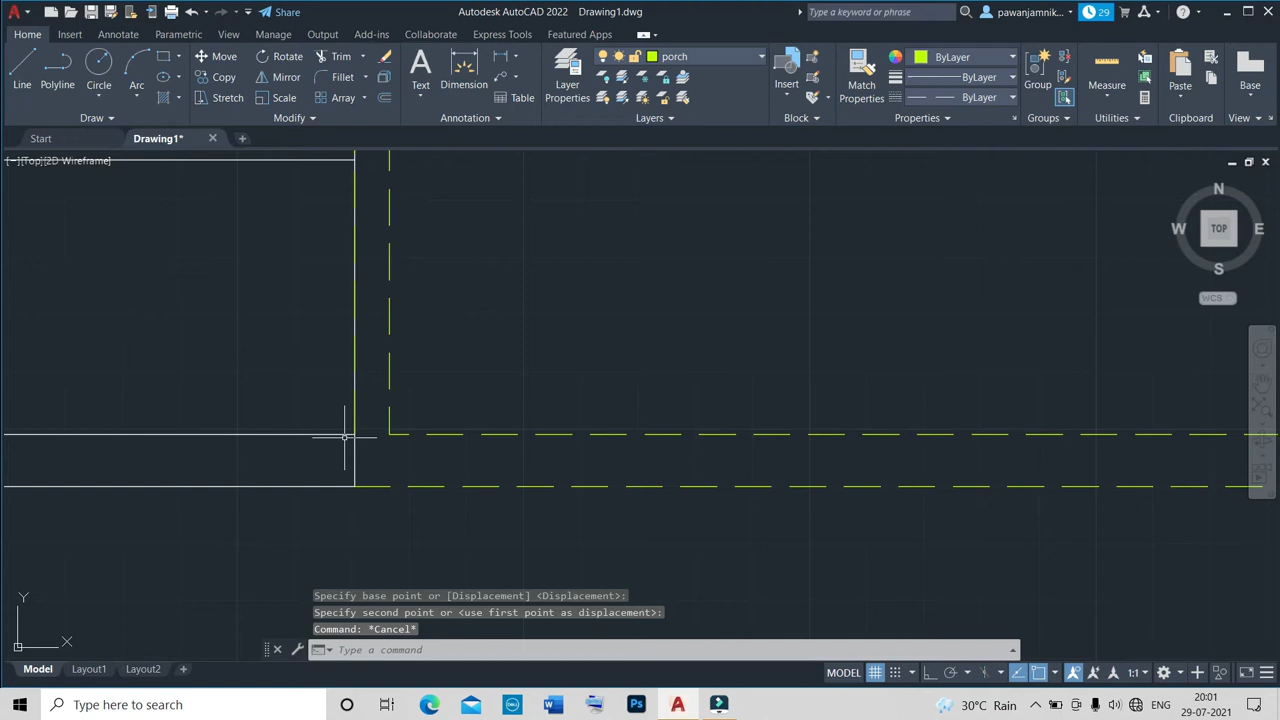 Share
Autodesk AutoCAD 2022 Drawing1.dwg
Type a keyword or phrase
pawanjamnik...
29
Home Insert Annotate Parametric View Manage Output Add-ins Collaborate Express Tools Featured Apps
Line
Polyline
Circle
Arc
Draw
Move
Copy
Stretch
Rotate
Mirror
Scale
Trim
Fillet
Array
Modify
Text
Dimension
Table
Annotation
Layer
Properties
porch
Layers
Insert
Block
Match
Properties
ByLayer
ByLayer
ByLayer
Properties
Group
Groups
Measure
Utilities
Paste
Clipboard
Base
View
Start
Drawing1*
[−][Top][2D Wireframe]
N
W
TOP
E
S
WCS
Specify base point or [Displacement] <Displacement>:
Specify second point or <use first point as displacement>:
Command: *Cancel*
Type a command
Y
X
Model Layout1 Layout2
MODEL
1:1
Type here to search
30°C Rain
ENG
20:01
29-07-2021